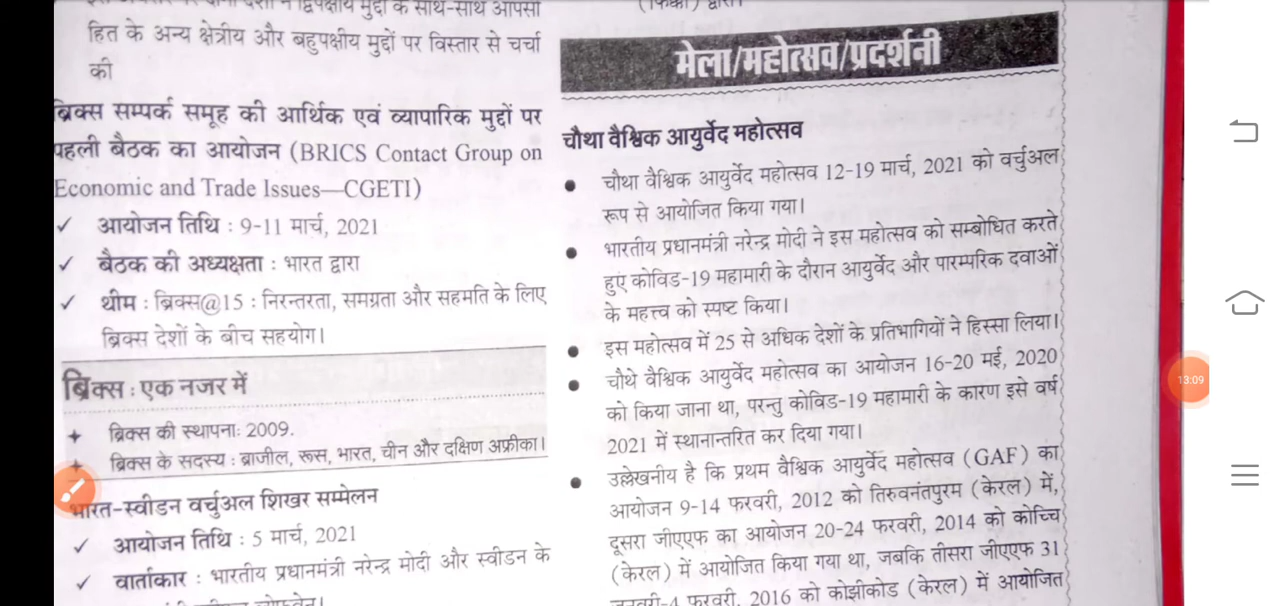 द्विपक्षीय मुद्दों के साथ-साथ आपसी
हित के अन्य क्षेत्रीय और बहुपक्षीय मुद्दों पर विस्तार से चर्चा
की
ब्रिक्स सम्पर्क समूह की आर्थिक एवं व्यापारिक मुद्दों पर
पहली बैठक का आयोजन (BRICS Contact Group on
Economic and Trade Issues—CGETI)
✓ आयोजन तिथि : 9-11 मार्च, 2021
✓ बैठक की अध्यक्षता : भारत द्वारा
✓ थीम : ब्रिक्स@15 : निरन्तरता, समग्रता और सहमति के लिए
ब्रिक्स देशों के बीच सहयोग।
ब्रिक्स : एक नजर में
+ ब्रिक्स की स्थापनाः 2009.
+ ब्रिक्स के सदस्य : ब्राजील, रूस, भारत, चीन और दक्षिण अफ्रीका।
भारत-स्वीडन वर्चुअल शिखर सम्मेलन
✓ आयोजन तिथि : 5 मार्च, 2021
✓ वार्ताकार : भारतीय प्रधानमंत्री नरेन्द्र मोदी और स्वीडन के
(फिक्की) द्वारा।
मेला/महोत्सव/प्रदर्शनी
चौथा वैश्विक आयुर्वेद महोत्सव
● चौथा वैश्विक आयुर्वेद महोत्सव 12-19 मार्च, 2021 को वर्चुअल
रूप से आयोजित किया गया।
● भारतीय प्रधानमंत्री नरेन्द्र मोदी ने इस महोत्सव को सम्बोधित करते
हुए कोविड-19 महामारी के दौरान आयुर्वेद और पारम्परिक दवाओं
के महत्त्व को स्पष्ट किया।
● इस महोत्सव में 25 से अधिक देशों के प्रतिभागियों ने हिस्सा लिया।
● चौथे वैश्विक आयुर्वेद महोत्सव का आयोजन 16-20 मई, 2020
को किया जाना था, परन्तु कोविड-19 महामारी के कारण इसे वर्ष
2021 में स्थानान्तरित कर दिया गया।
● उल्लेखनीय है कि प्रथम वैश्विक आयुर्वेद महोत्सव (GAF) का
आयोजन 9-14 फरवरी, 2012 को तिरुवनंतपुरम (केरल) में,
दूसरा जीएएफ का आयोजन 20-24 फरवरी, 2014 को कोच्चि
(केरल) में आयोजित किया गया था, जबकि तीसरा जीएएफ 31
जनवरी-4 फरवरी, 2016 को कोझीकोड (केरल) में आयोजित
13:09